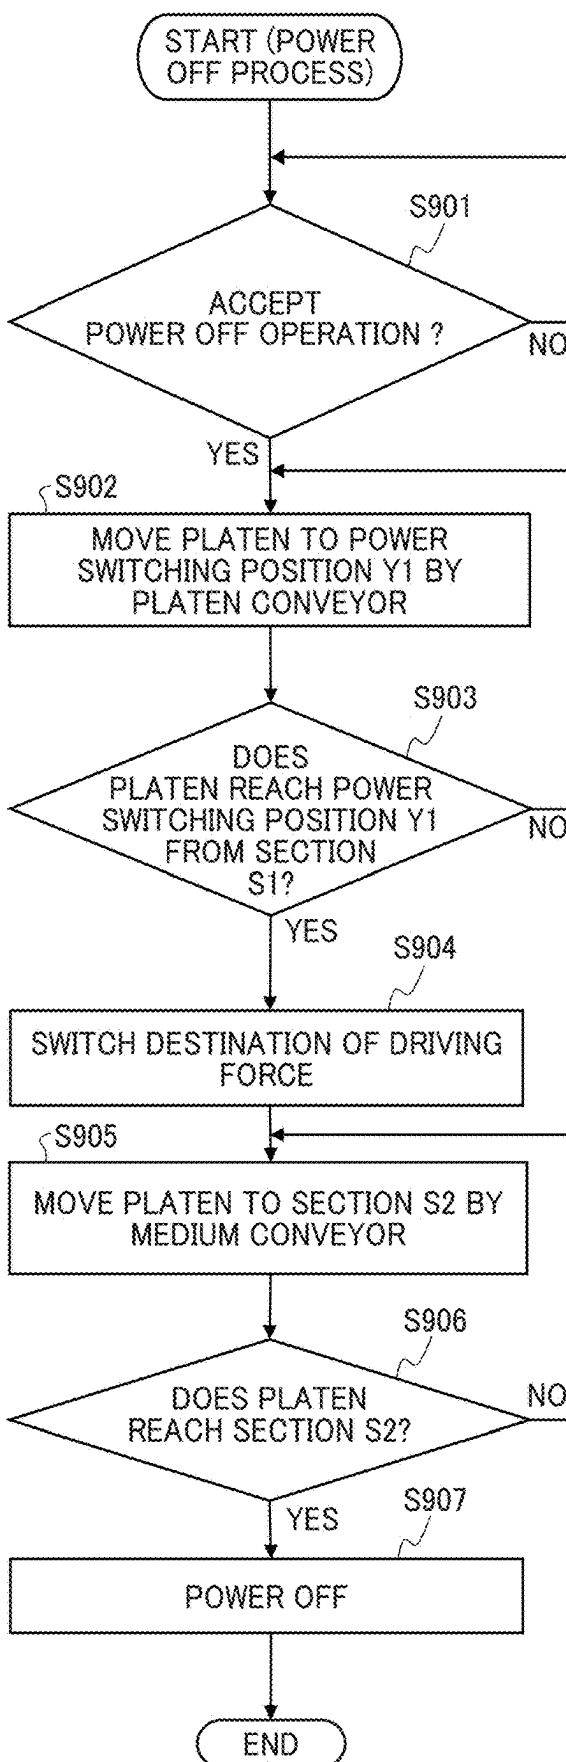 START (POWER
OFF PROCESS)
S901
ACCEPT
POWER OFF OPERATION ?
NO
YES
S902
MOVE PLATEN TO POWER
SWITCHING POSITION Y1 BY
PLATEN CONVEYOR
S903
DOES
PLATEN REACH POWER
SWITCHING POSITION Y1
FROM SECTION
S1?
NO
YES
S904
SWITCH DESTINATION OF DRIVING
FORCE
S905
MOVE PLATEN TO SECTION S2 BY
MEDIUM CONVEYOR
S906
DOES PLATEN
REACH SECTION S2?
NO
YES
S907
POWER OFF
END